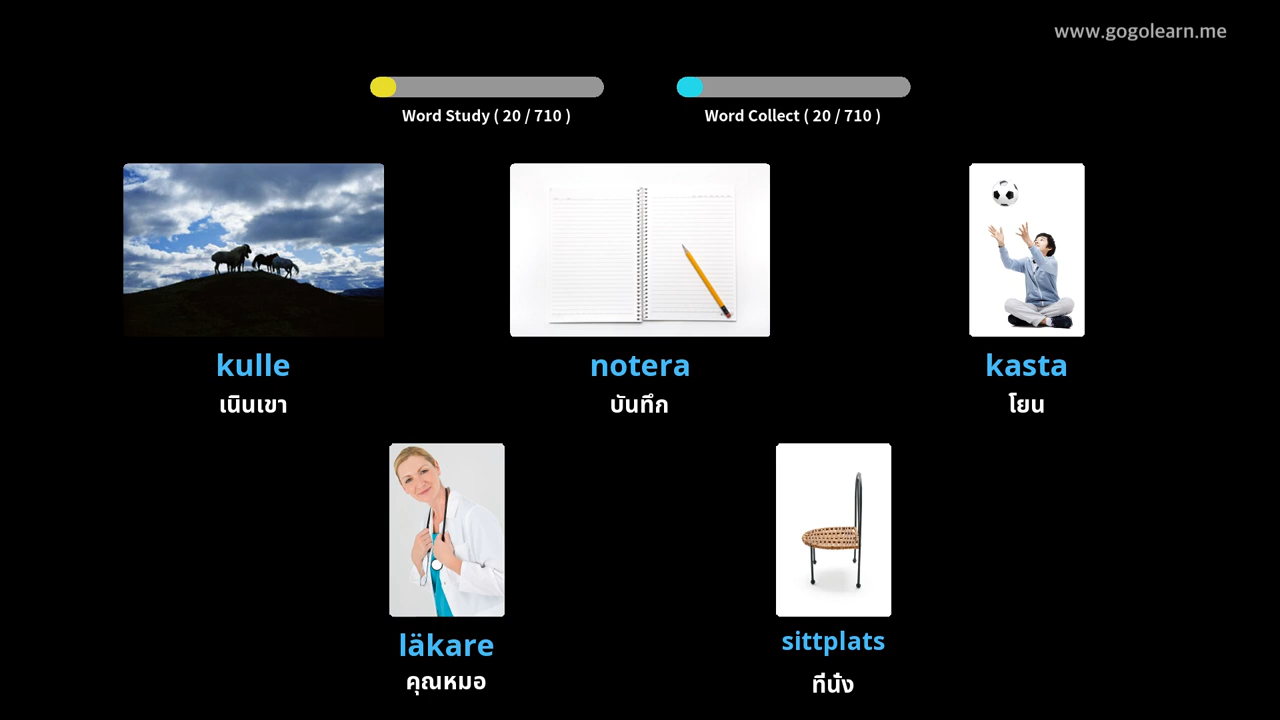 www.gogolearn.me
Word Study ( 20 / 710 )
Word Collect ( 20 / 710 )
kulle
notera
kasta
เนินเขา
บันทึก
โยน
läkare
sittplats
คุณหมอ
ที่นั่ง